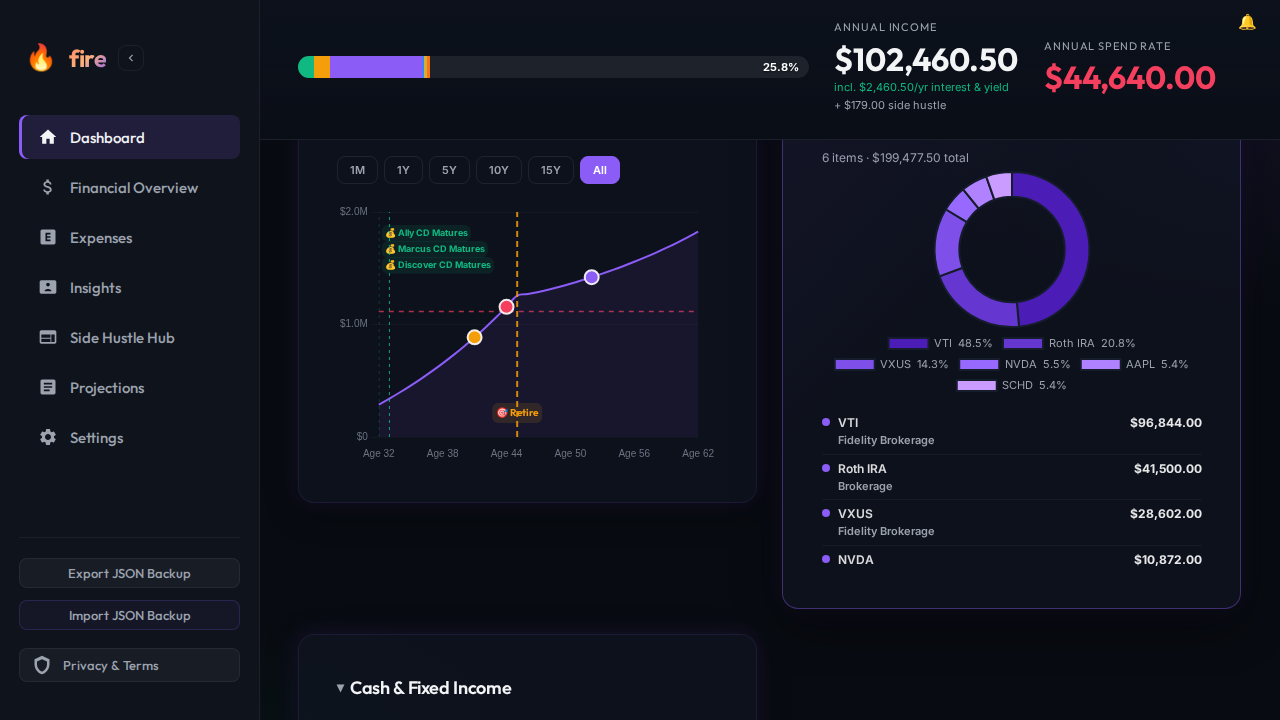 fire
Dashboard
Financial Overview
Expenses
Insights
Side Hustle Hub
Projections
Settings
Export JSON Backup
Import JSON Backup
Privacy & Terms
25.8%
ANNUAL INCOME
$102,460.50
incl. $2,460.50/yr interest & yield
+ $179.00 side hustle
ANNUAL SPEND RATE
$44,640.00
1M 1Y 5Y 10Y 15Y All
$2.0M
$1.0M
$0
Ally CD Matures
Marcus CD Matures
Discover CD Matures
Retire
Age 32 Age 38 Age 44 Age 50 Age 56 Age 62
6 items · $199,477.50 total
VTI 48.5% Roth IRA 20.8%
VXUS 14.3% NVDA 5.5% AAPL 5.4%
SCHD 5.4%
VTI $96,844.00
Fidelity Brokerage
Roth IRA $41,500.00
Brokerage
VXUS $28,602.00
Fidelity Brokerage
NVDA $10,872.00
Cash & Fixed Income